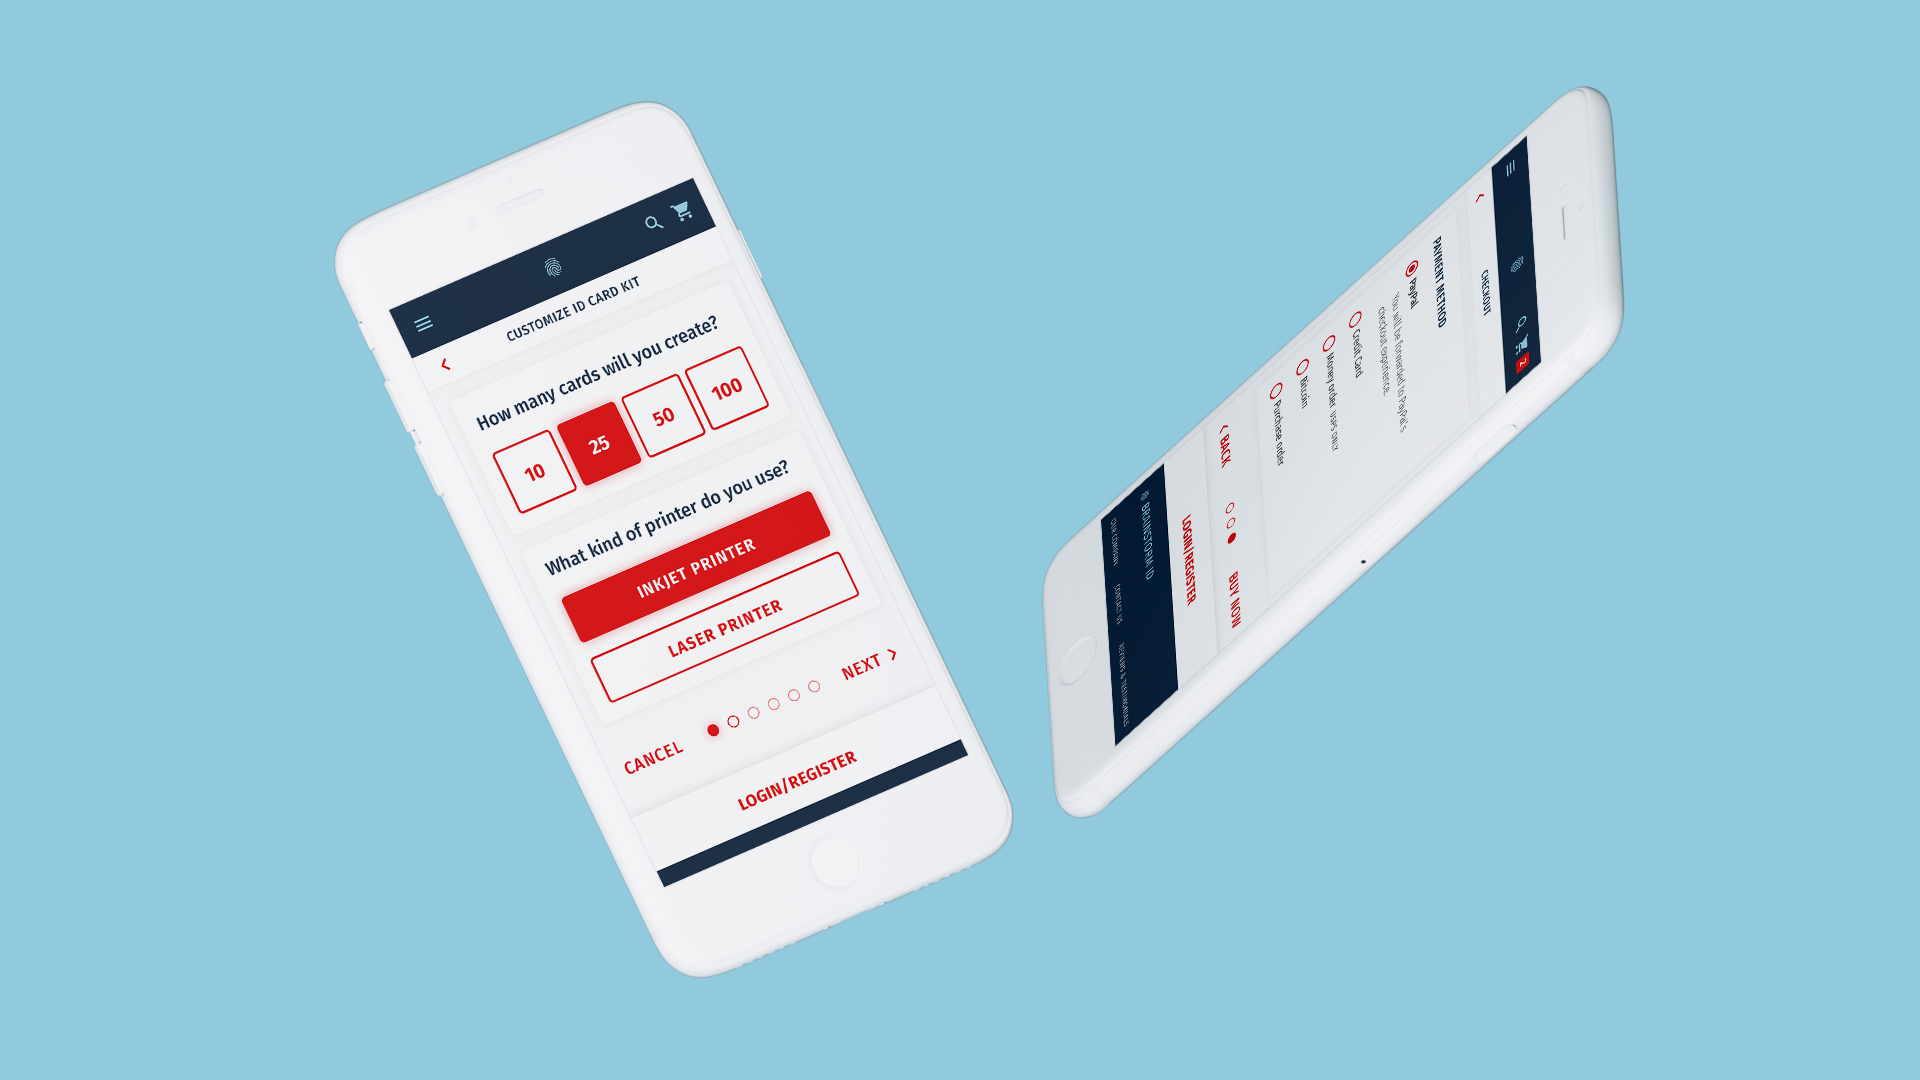 CUSTOMIZE ID CARD KIT
How many cards will you create?
10
25
50
100
What kind of printer do you use?
INKJET PRINTER
LASER PRINTER
CANCEL
NEXT
LOGIN/REGISTER
2
CHECKOUT
PAYMENT METHOD
PayPal
You will be forwarded to PayPal's
checkout experience.
Credit Card
Money order USPS ONLY
Bitcoin
Purchase order
BACK
BUY NOW
LOGIN/REGISTER
BRAINSTORM ID
OUR COMPANY
CONTACT US
REVIEWS & TESTIMONIALS